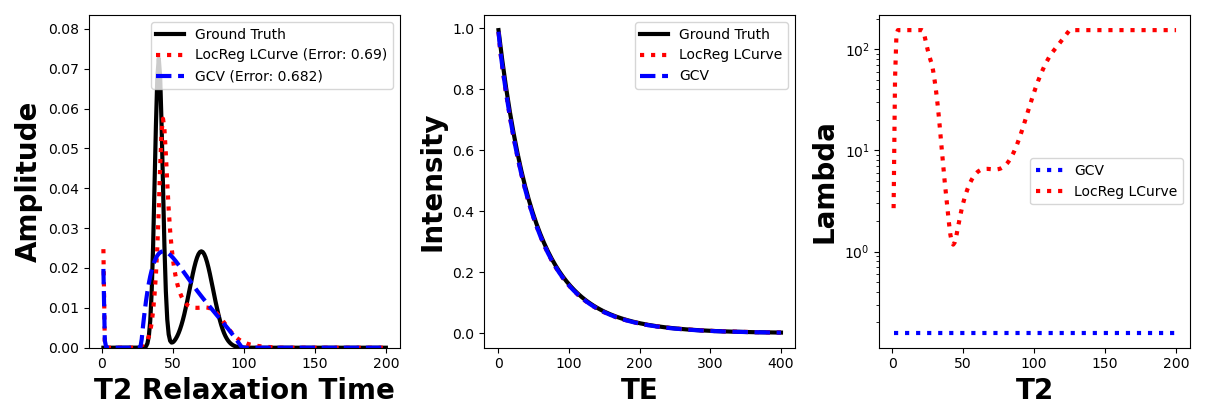 0.08
0.07
0.06
0.05
0.04
0.03
0.02
0.01
0.00
Amplitude
Ground Truth
LocReg LCurve (Error: 0.69)
GCV (Error: 0.682)
0
50
100
150
200
T2 Relaxation Time
1.0
0.8
0.6
0.4
0.2
0.0
Intensity
Ground Truth
LocReg LCurve
GCV
0
100
200
300
400
TE
10²
10¹
10⁰
Lambda
GCV
LocReg LCurve
0
50
100
150
200
T2